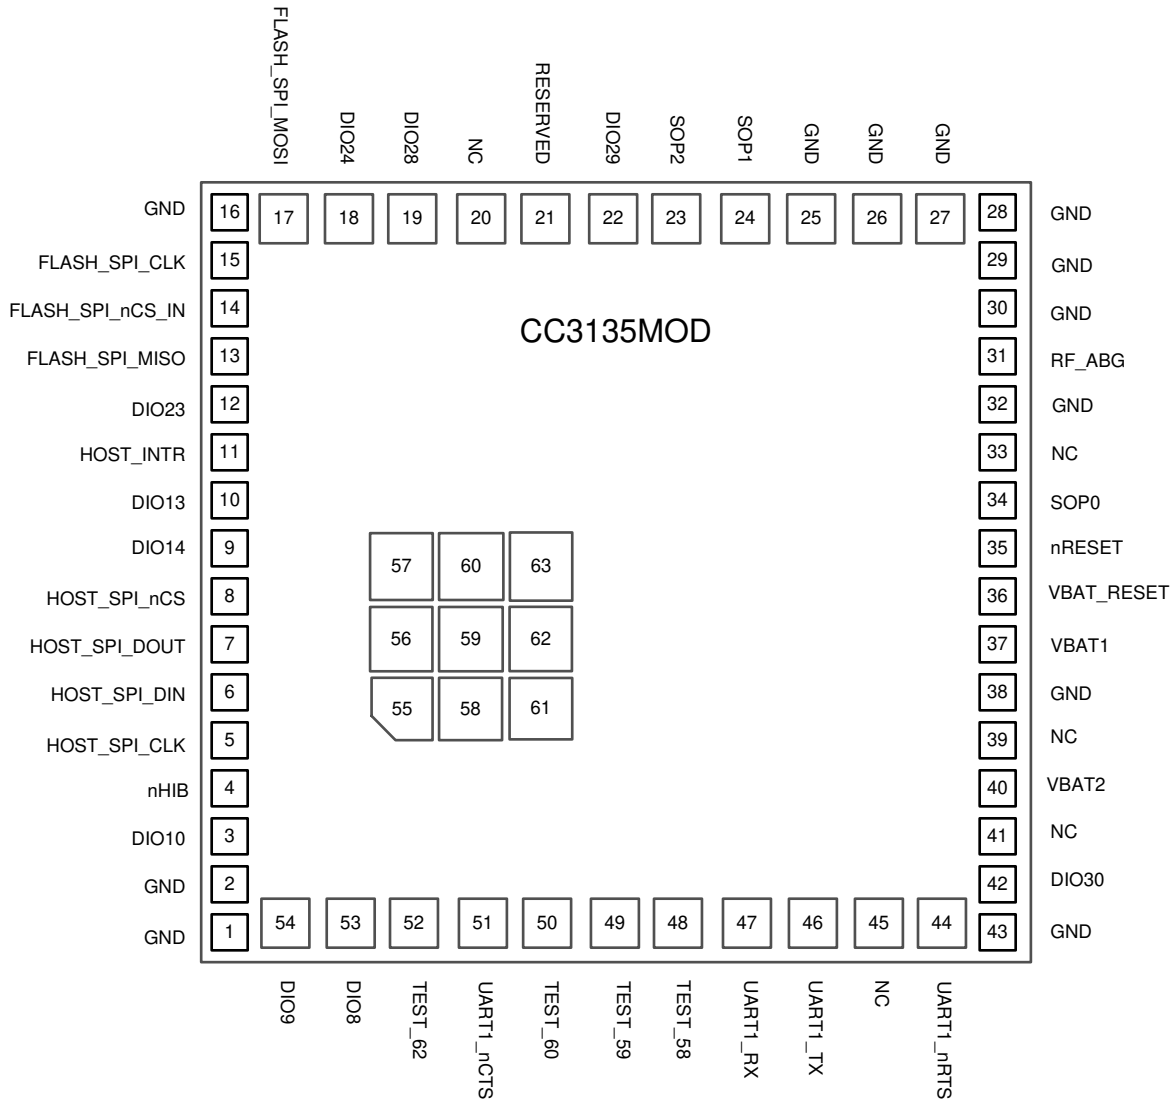 FLASH_SPI_MOSI
DIO24
DIO28
NC
RESERVED
DIO29
SOP2
SOP1
GND
GND
GND
17
18
19
20
21
22
23
24
25
26
27
GND 16
FLASH_SPI_CLK 15
FLASH_SPI_nCS_IN 14
FLASH_SPI_MISO 13
DIO23 12
HOST_INTR 11
DIO13 10
DIO14 9
HOST_SPI_nCS 8
HOST_SPI_DOUT 7
HOST_SPI_DIN 6
HOST_SPI_CLK 5
nHIB 4
DIO10 3
GND 2
GND 1
CC3135MOD
57 60 63
56 59 62
55 58 61
28 GND
29 GND
30 GND
31 RF_ABG
32 GND
33 NC
34 SOP0
35 nRESET
36 VBAT_RESET
37 VBAT1
38 GND
39 NC
40 VBAT2
41 NC
42 DIO30
43 GND
54
53
52
51
50
49
48
47
46
45
44
DIO9
DIO8
TEST_62
UART1_nCTS
TEST_60
TEST_59
TEST_58
UART1_RX
UART1_TX
NC
UART1_nRTS